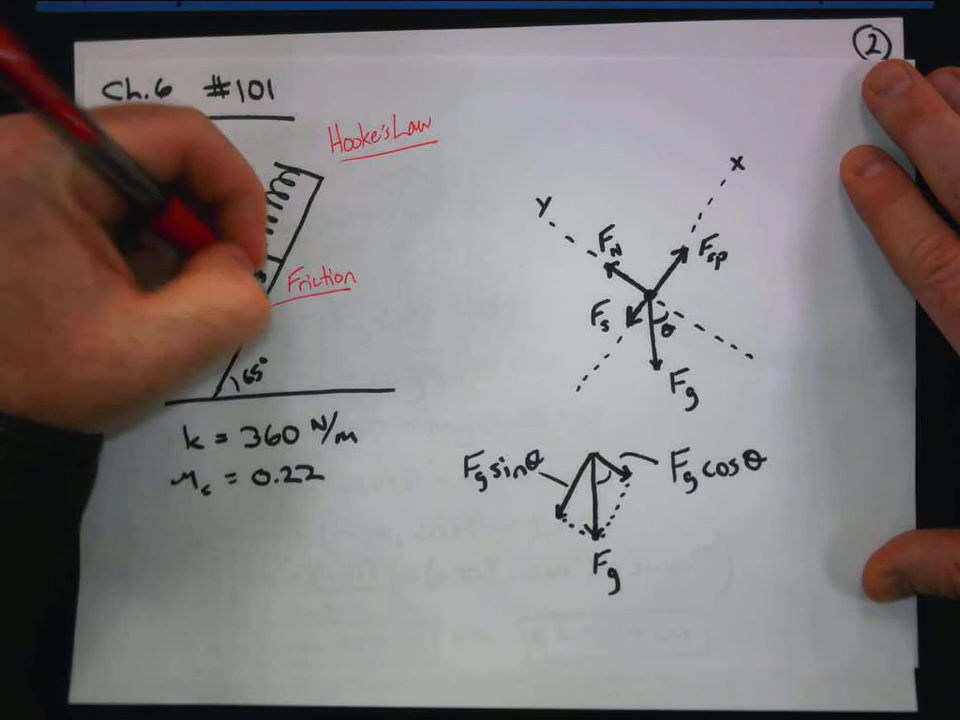 2
Ch.6 #101
Hooke's Law
Friction
65°
k = 360 N/m
μs = 0.22
x
y
FN
Fsp
Fs
θ
Fg
Fg sinθ
Fg cosθ
Fg